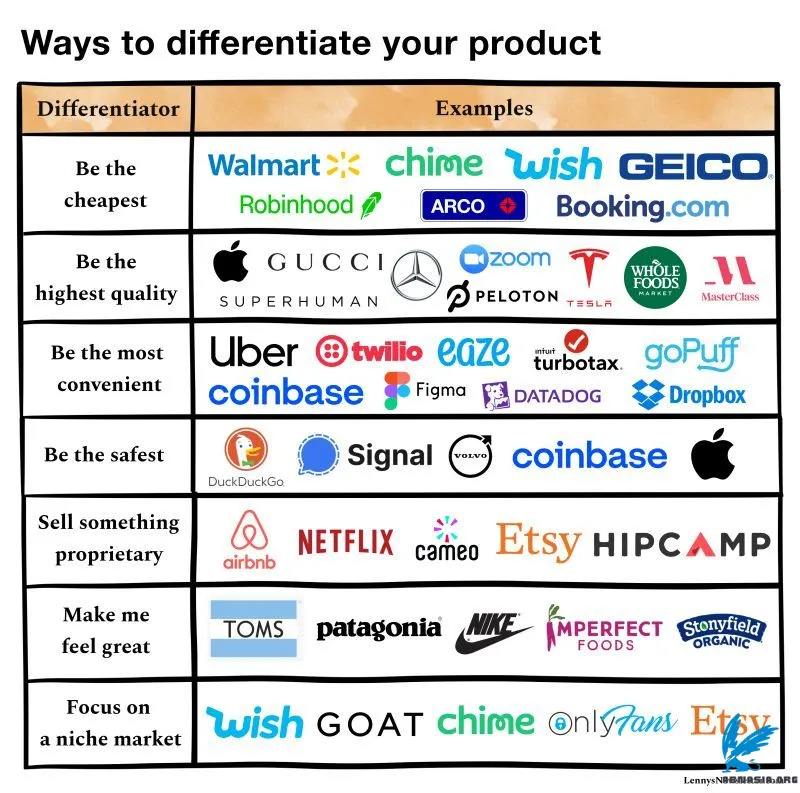 Ways to differentiate your product
Differentiator
Examples
Be the
cheapest
Walmart chime wish GEICO
Robinhood ARCO Booking.com
Be the
highest quality
GUCCI zoom TESLA WHOLE FOODS MARKET MasterClass
SUPERHUMAN PELOTON
Be the most
convenient
Uber twilio eaze intuit turbotax. goPuff
coinbase Figma DATADOG Dropbox
Be the safest
DuckDuckGo. Signal VOLVO coinbase
Sell something
proprietary
airbnb NETFLIX cameo Etsy HIPCAMP
Make me
feel great
TOMS patagonia NIKE IMPERFECT FOODS Stonyfield ORGANIC
Focus on
a niche market
wish GOAT chime OnlyFans Etsy
ABNASIA.ORG